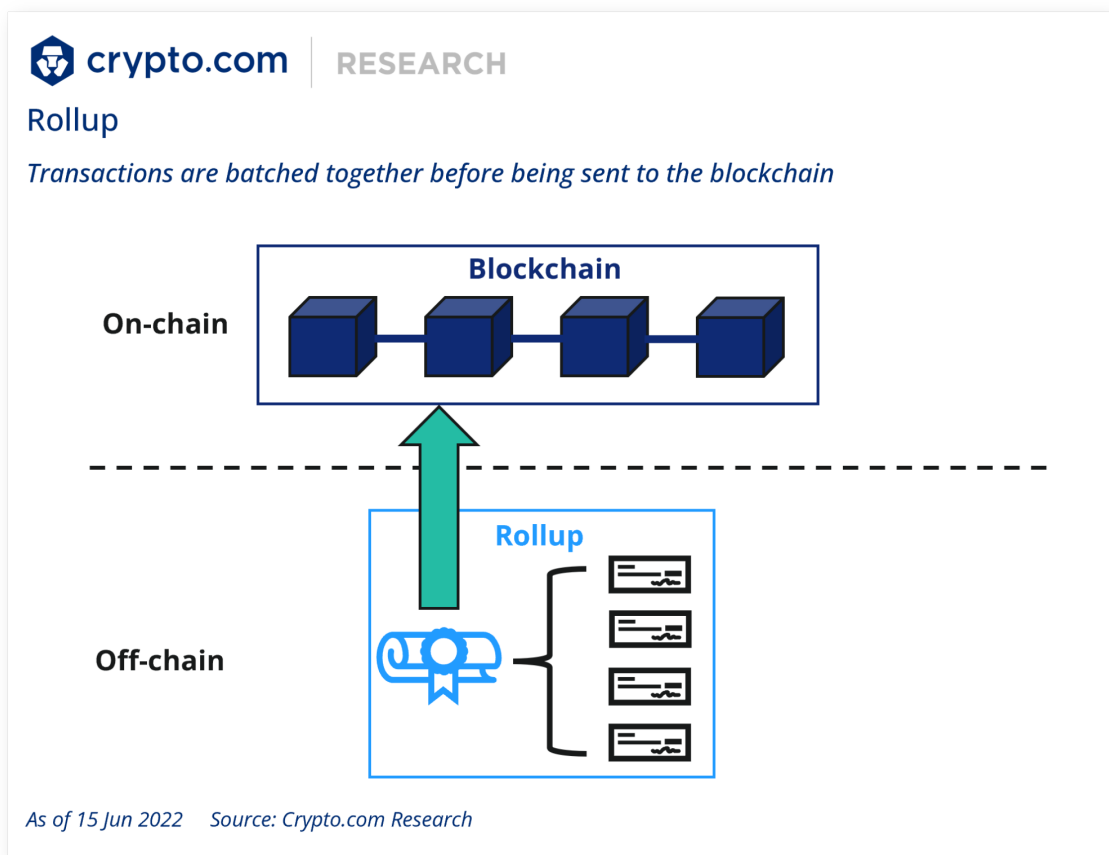 crypto.com | RESEARCH
Rollup
Transactions are batched together before being sent to the blockchain
Blockchain
On-chain
Rollup
Off-chain
As of 15 Jun 2022 Source: Crypto.com Research